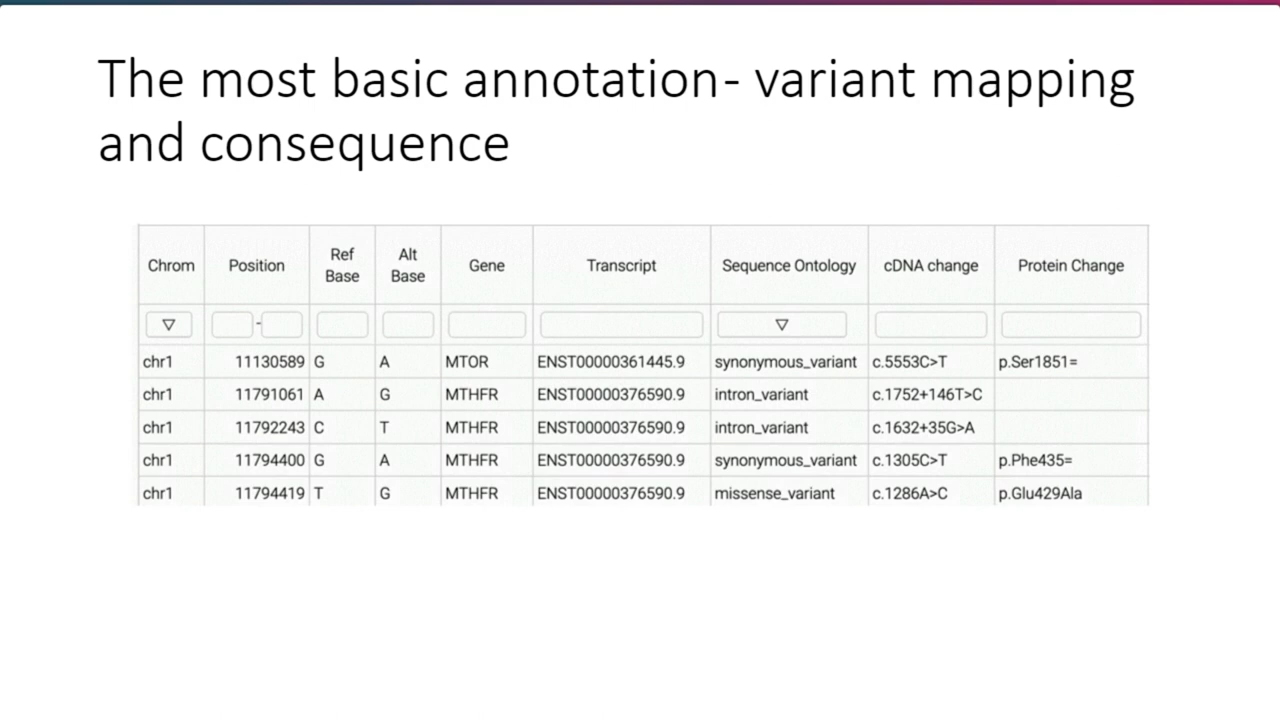 The most basic annotation- variant mapping
and consequence
Chrom Position Ref Base Alt Base Gene Transcript Sequence Ontology cDNA change Protein Change
-
chr1 11130589 G A MTOR ENST00000361445.9 synonymous_variant c.5553C>T p.Ser1851=
chr1 11791061 A G MTHFR ENST00000376590.9 intron_variant c.1752+146T>C
chr1 11792243 C T MTHFR ENST00000376590.9 intron_variant c.1632+35G>A
chr1 11794400 G A MTHFR ENST00000376590.9 synonymous_variant c.1305C>T p.Phe435=
chr1 11794419 T G MTHFR ENST00000376590.9 missense_variant c.1286A>C p.Glu429Ala